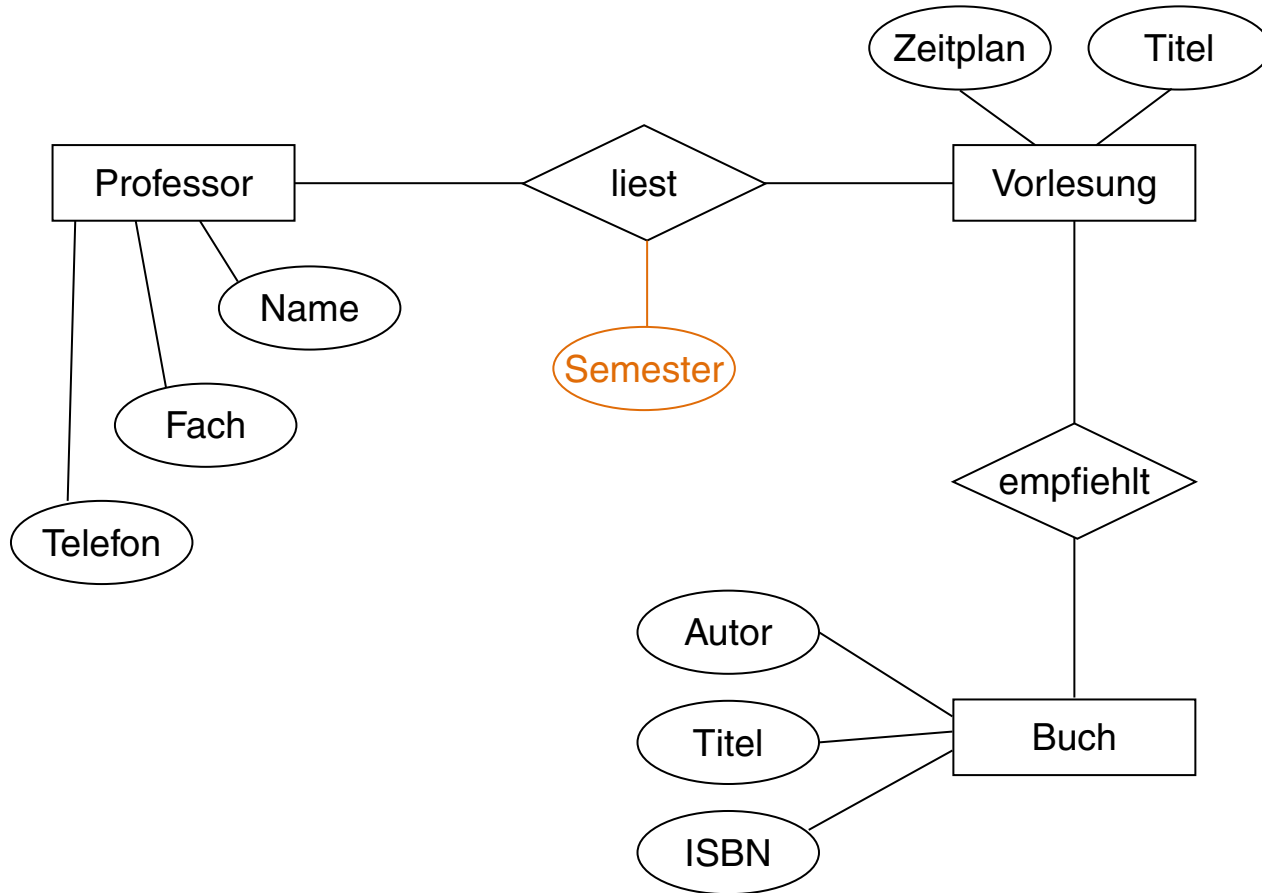 Zeitplan
Titel
Professor
liest
Vorlesung
Name
Semester
Fach
empfiehlt
Telefon
Autor
Titel
Buch
ISBN